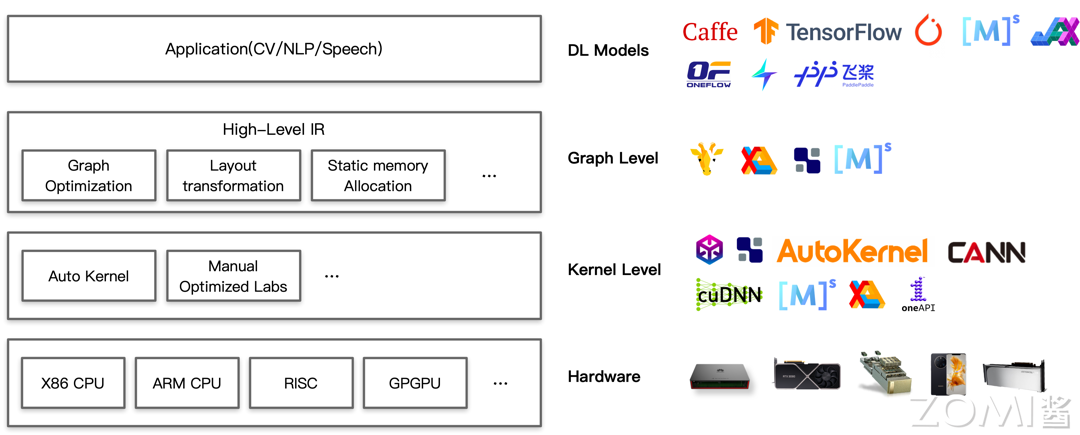 Application(CV/NLP/Speech)
DL Models
Caffe
TensorFlow
[M]s
JAX
OF
ONEFLOW
飞桨
PaddlePaddle
High-Level IR
Graph
Optimization
Layout
transformation
Static memory
Allocation
...
Graph Level
[M]s
Auto Kernel
Manual
Optimized Labs
...
Kernel Level
AutoKernel
CANN
cuDNN
[M]s
oneAPI
X86 CPU
ARM CPU
RISC
GPGPU
...
Hardware
ZOMI酱